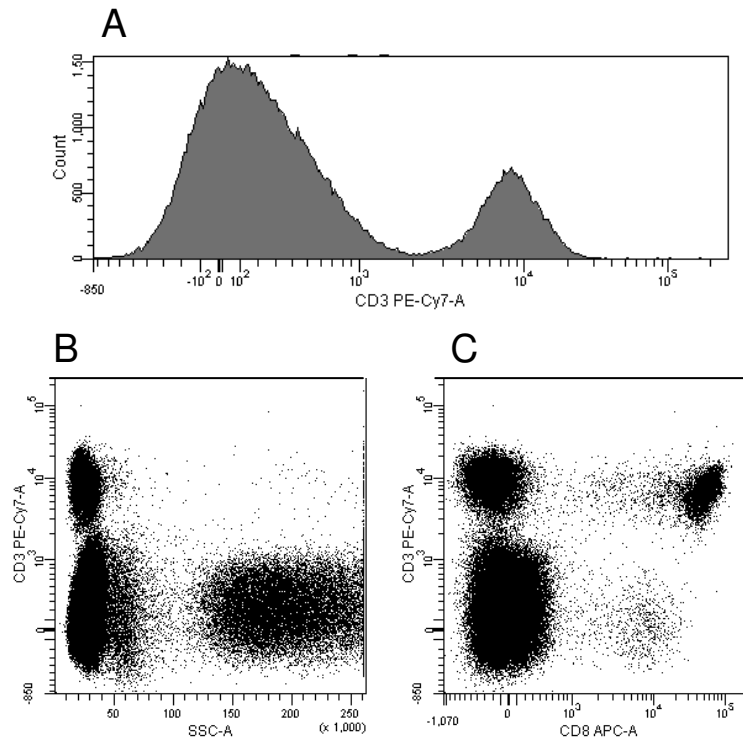 A
Count
1,50
1,000
500
0
-850
-10² 0 10²
10³
10⁴
10⁵
CD3 PE-Cy7-A
B
CD3 PE-Cy7-A
10⁵
10⁴
10³
0
-850
50 100 150 200 250
SSC-A
(x 1,000)
C
CD3 PE-Cy7-A
10⁵
10⁴
10³
0
-850
-1,070
0 10³ 10⁴ 10⁵
CD8 APC-A